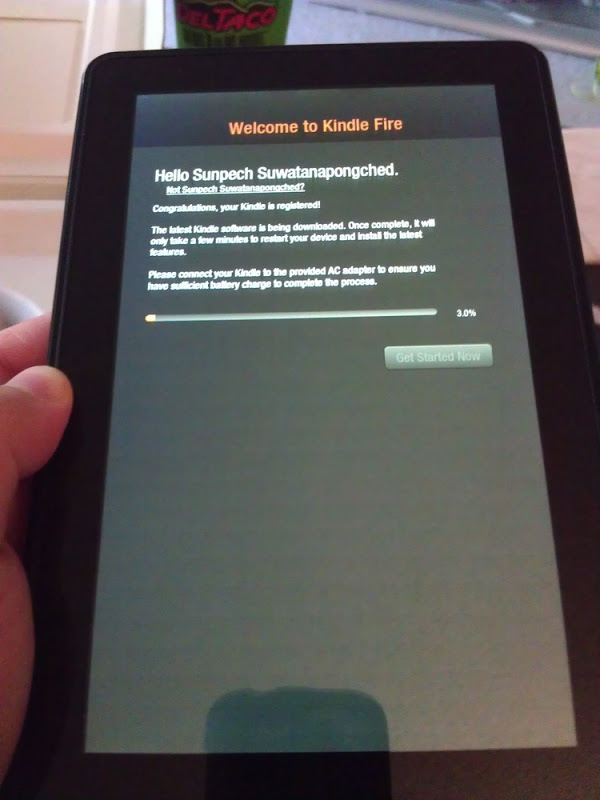 DEL TACO
Welcome to Kindle Fire
Hello Sunpech Suwatanapongched.
Not Sunpech Suwatanapongched?
Congratulations, your Kindle is registered!
The latest Kindle software is being downloaded. Once complete, it will
only take a few minutes to restart your device and install the latest
features.
Please connect your Kindle to the provided AC adapter to ensure you
have sufficient battery charge to complete the process.
3.0%
Get Started Now